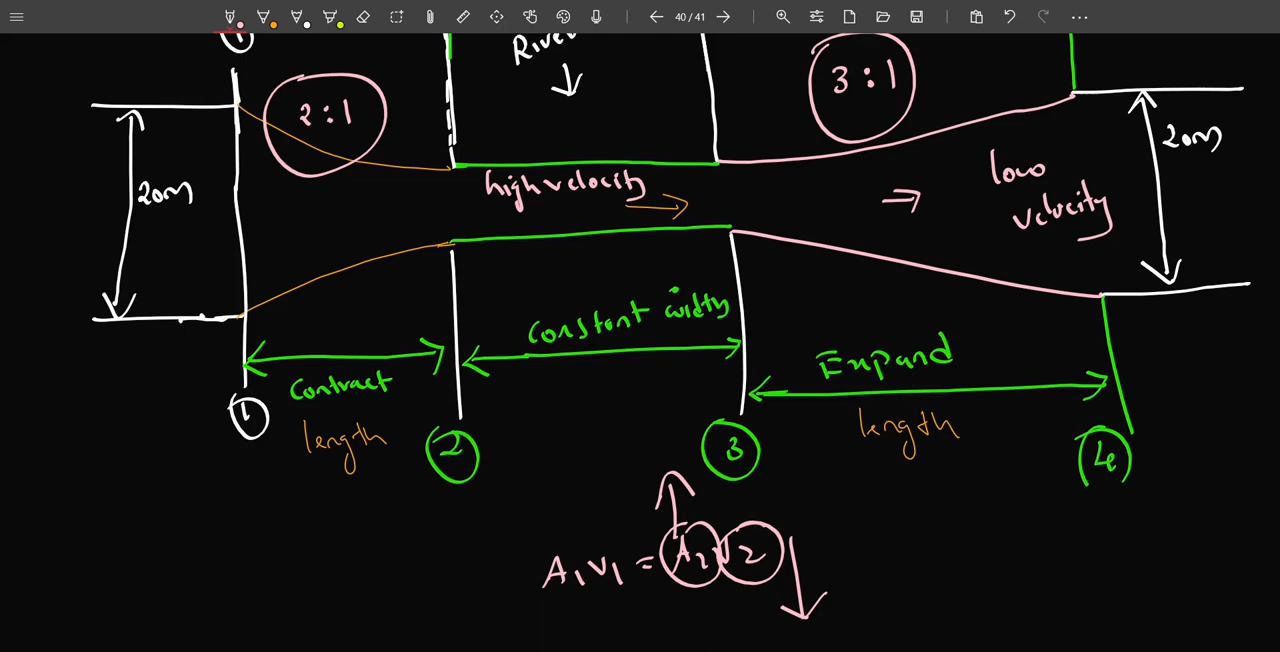 40 / 41
1
River
3 : 1
2 : 1
20m
20m
high velocity
low
velocity
constant width
Expand
contract
length
length
1
2
3
4
A₁V₁ = A₂V2